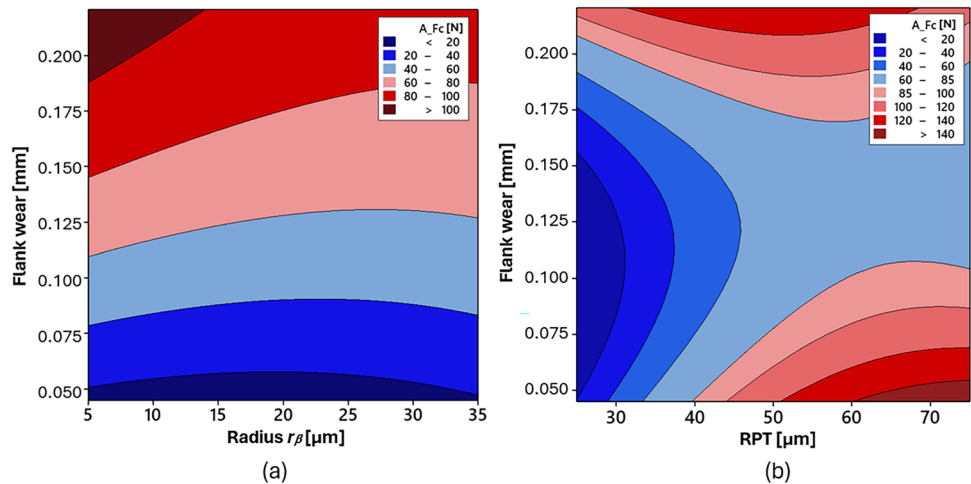 A_Fc [N]
< 20
20 – 40
40 – 60
60 – 80
80 – 100
> 100
0.200
0.175
0.150
0.125
0.100
0.075
0.050
Flank wear [mm]
5 10 15 20 25 30 35
Radius rβ [µm]
(a)
A_Fc [N]
< 20
20 – 40
40 – 60
60 – 85
85 – 100
100 – 120
120 – 140
> 140
0.200
0.175
0.150
0.125
0.100
0.075
0.050
Flank wear [mm]
30 40 50 60 70
RPT [µm]
(b)